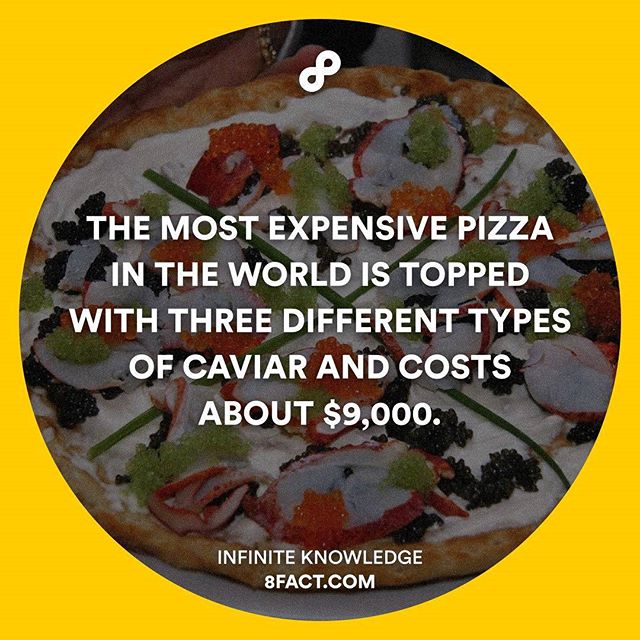 THE MOST EXPENSIVE PIZZA
IN THE WORLD IS TOPPED
WITH THREE DIFFERENT TYPES
OF CAVIAR AND COSTS
ABOUT $9,000.
INFINITE KNOWLEDGE
8FACT.COM